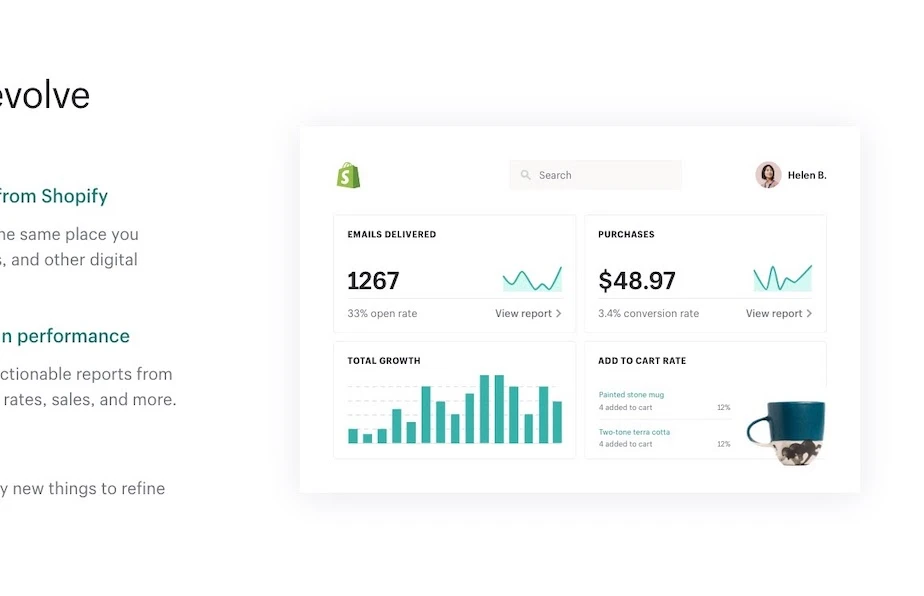 evolve
from Shopify
he same place you
s, and other digital
n performance
ctionable reports from
rates, sales, and more.
y new things to refine
S
Search
Helen B.
EMAILS DELIVERED
1267
33% open rate
View report
PURCHASES
$48.97
3.4% conversion rate
View report
TOTAL GROWTH
ADD TO CART RATE
Painted stone mug
4 added to cart
12%
Two-tone terra cotta
4 added to cart
12%